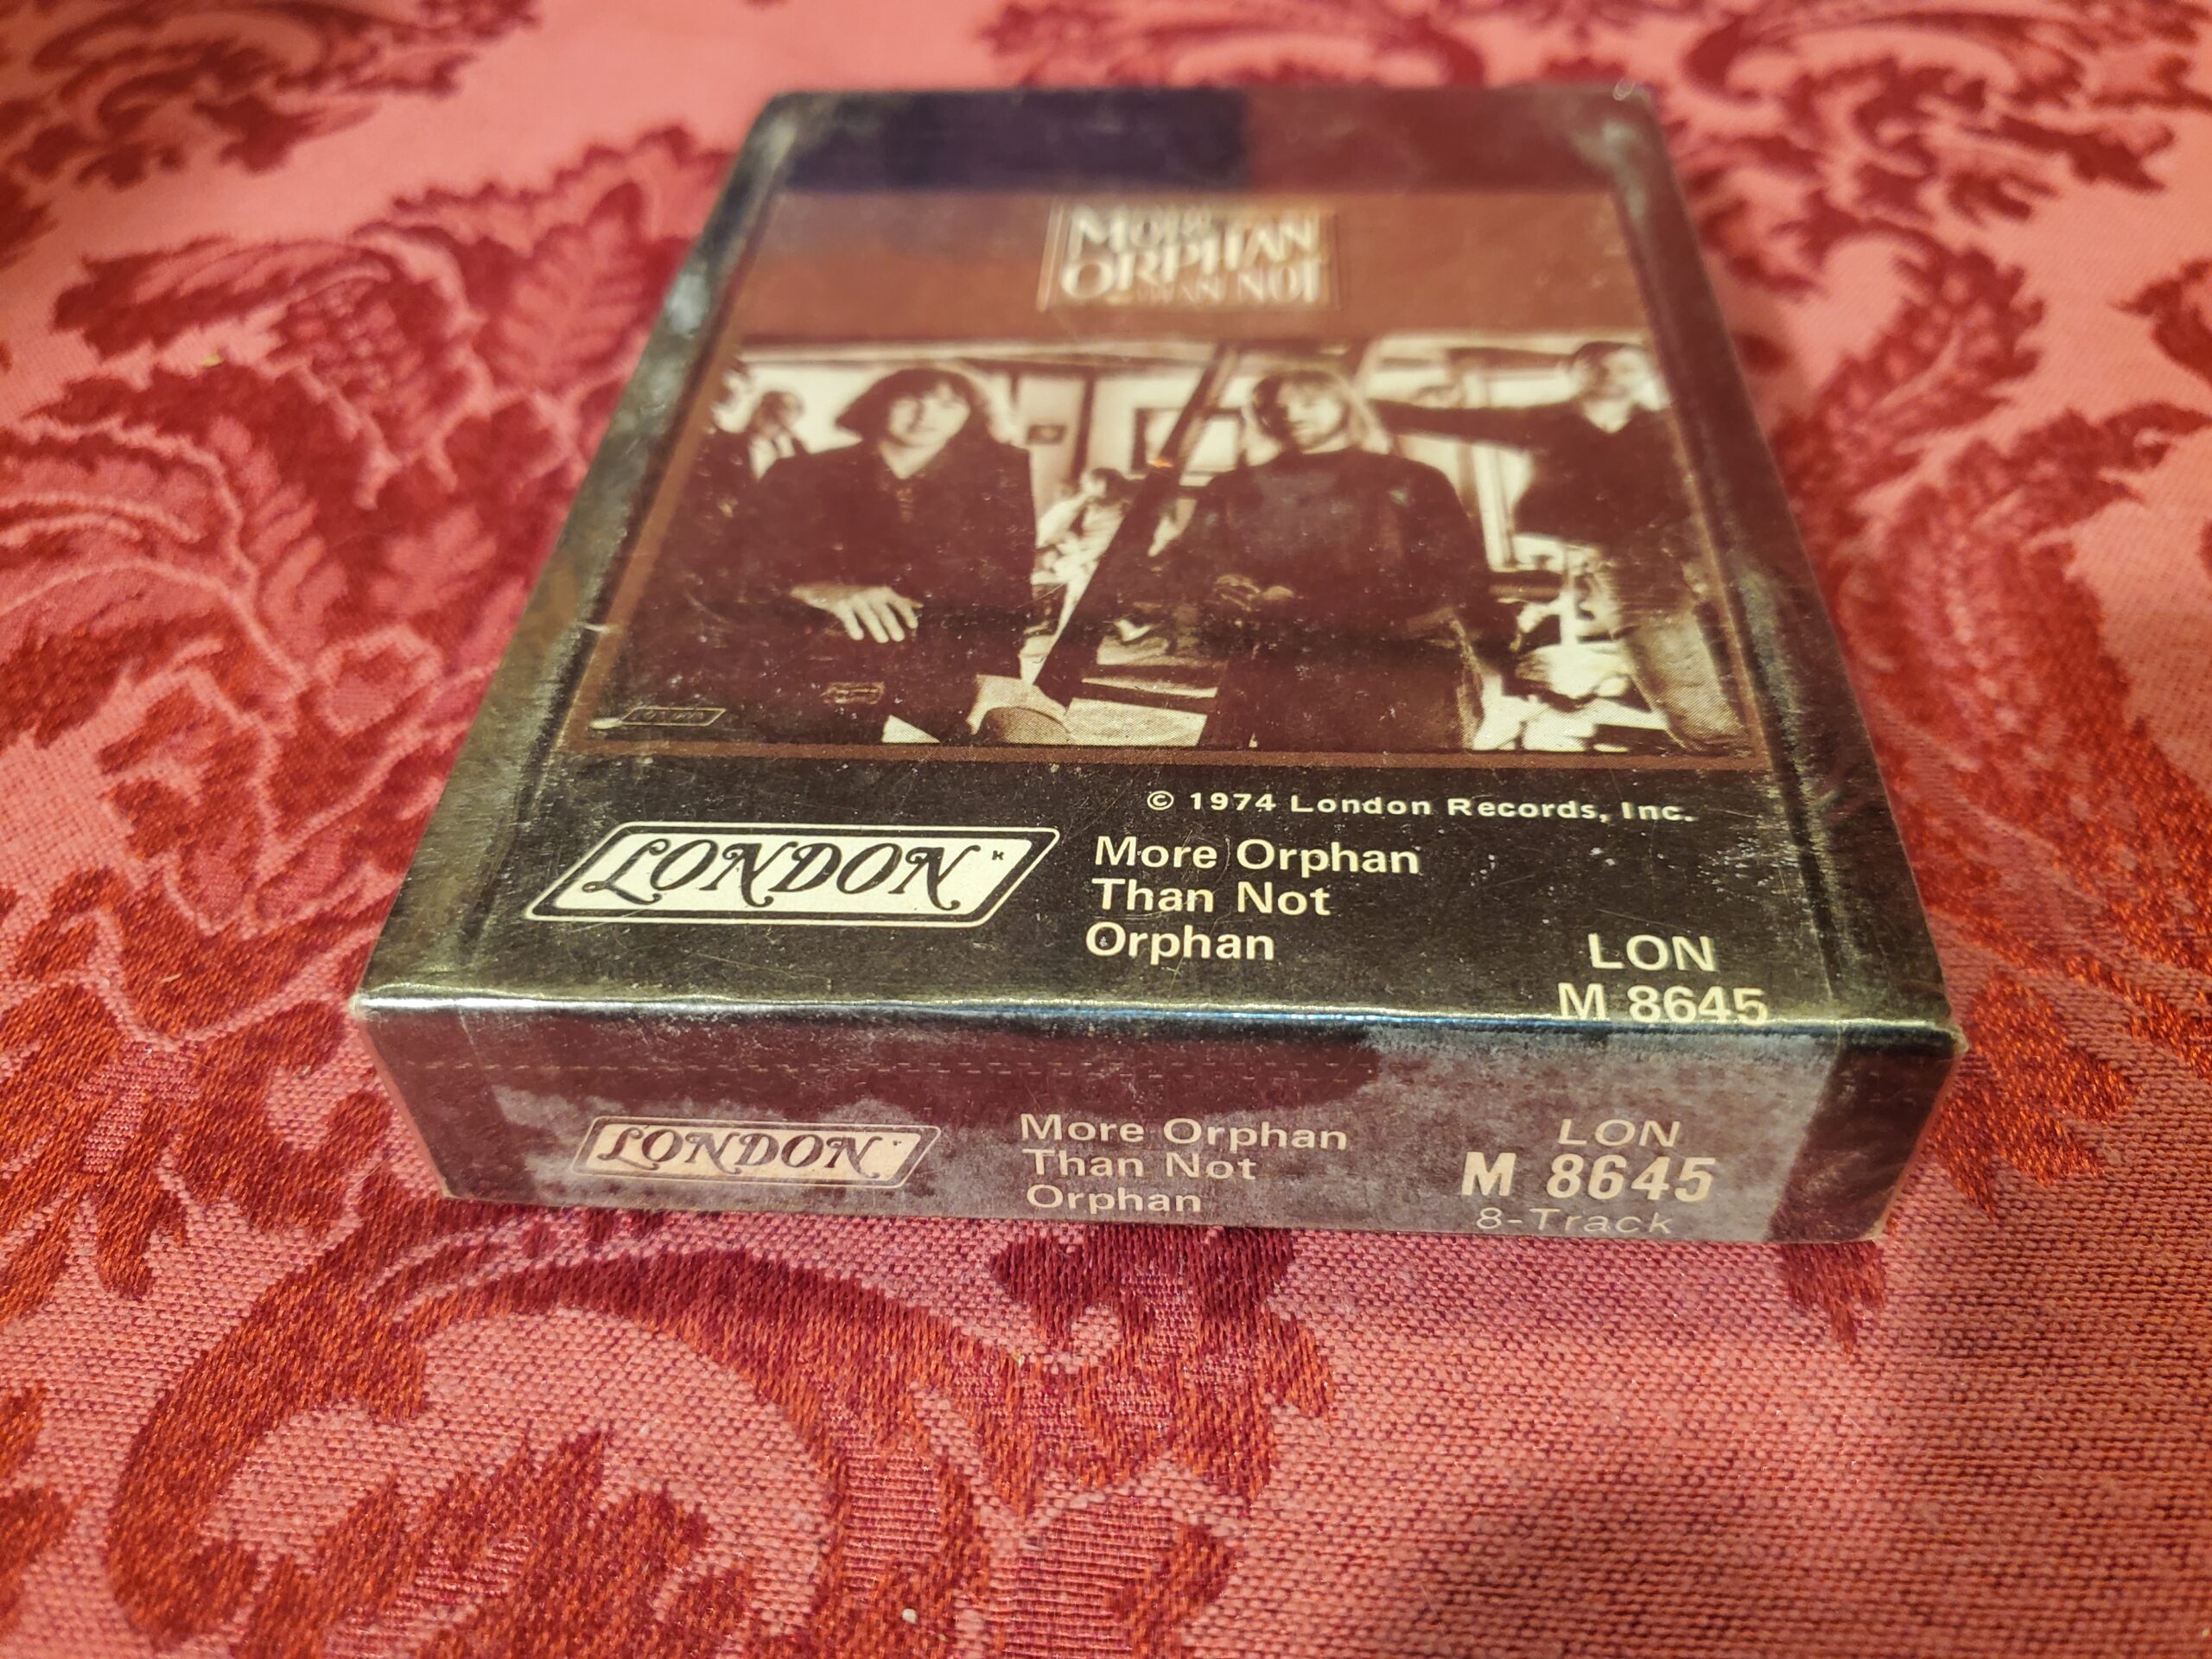 MORE
ORPHAN
THAN NOT
© 1974 London Records, Inc.
LONDON
More Orphan
Than Not
Orphan
LON
M 8645
LONDON
More Orphan
Than Not
Orphan
LON
M 8645
8-Track